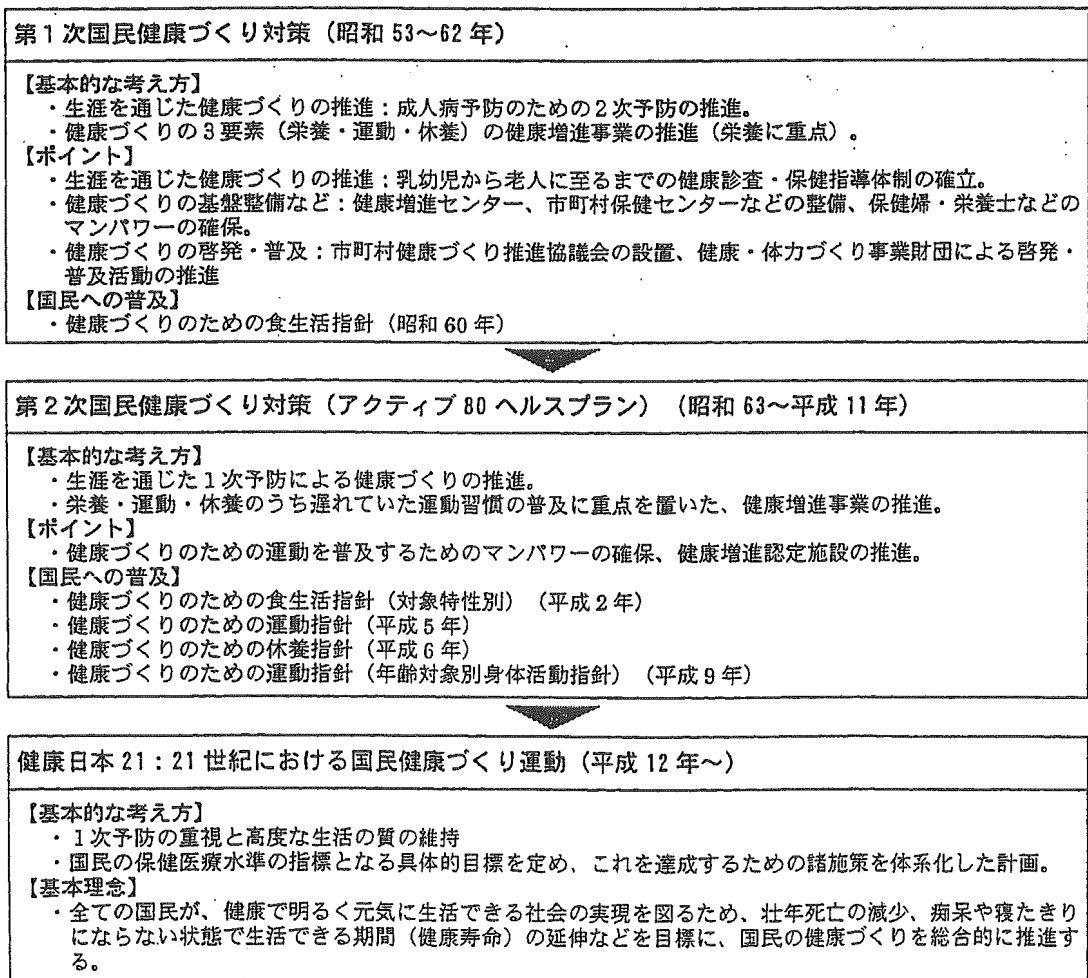 第1次国民健康づくり対策（昭和53～62年）
【基本的な考え方】
・生涯を通じた健康づくりの推進：成人病予防のための2次予防の推進。
・健康づくりの3要素（栄養・運動・休養）の健康増進事業の推進（栄養に重点）。
【ポイント】
・生涯を通じた健康づくりの推進：乳幼児から老人に至るまでの健康診査・保健指導体制の確立。
・健康づくりの基盤整備など：健康増進センター、市町村保健センターなどの整備、保健婦・栄養士などの
マンパワーの確保。
・健康づくりの啓発・普及：市町村健康づくり推進協議会の設置、健康・体力づくり事業財団による啓発・
普及活動の推進
【国民への普及】
・健康づくりのための食生活指針（昭和60年）
第2次国民健康づくり対策（アクティブ80ヘルスプラン）（昭和63～平成11年）
【基本的な考え方】
・生涯を通じた1次予防による健康づくりの推進。
・栄養・運動・休養のうち遅れていた運動習慣の普及に重点を置いた、健康増進事業の推進。
【ポイント】
・健康づくりのための運動を普及するためのマンパワーの確保、健康増進認定施設の推進。
【国民への普及】
・健康づくりのための食生活指針（対象特性別）（平成2年）
・健康づくりのための運動指針（平成5年）
・健康づくりのための休養指針（平成6年）
・健康づくりのための運動指針（年齢対象別身体活動指針）（平成9年）
健康日本21：21世紀における国民健康づくり運動（平成12年～）
【基本的な考え方】
・1次予防の重視と高度な生活の質の維持
・国民の保健医療水準の指標となる具体的目標を定め、これを達成するための諸施策を体系化した計画。
【基本理念】
・全ての国民が、健康で明るく元気に生活できる社会の実現を図るため、壮年死亡の減少、痴呆や寝たきり
にならない状態で生活できる期間（健康寿命）の延伸などを目標に、国民の健康づくりを総合的に推進す
る。